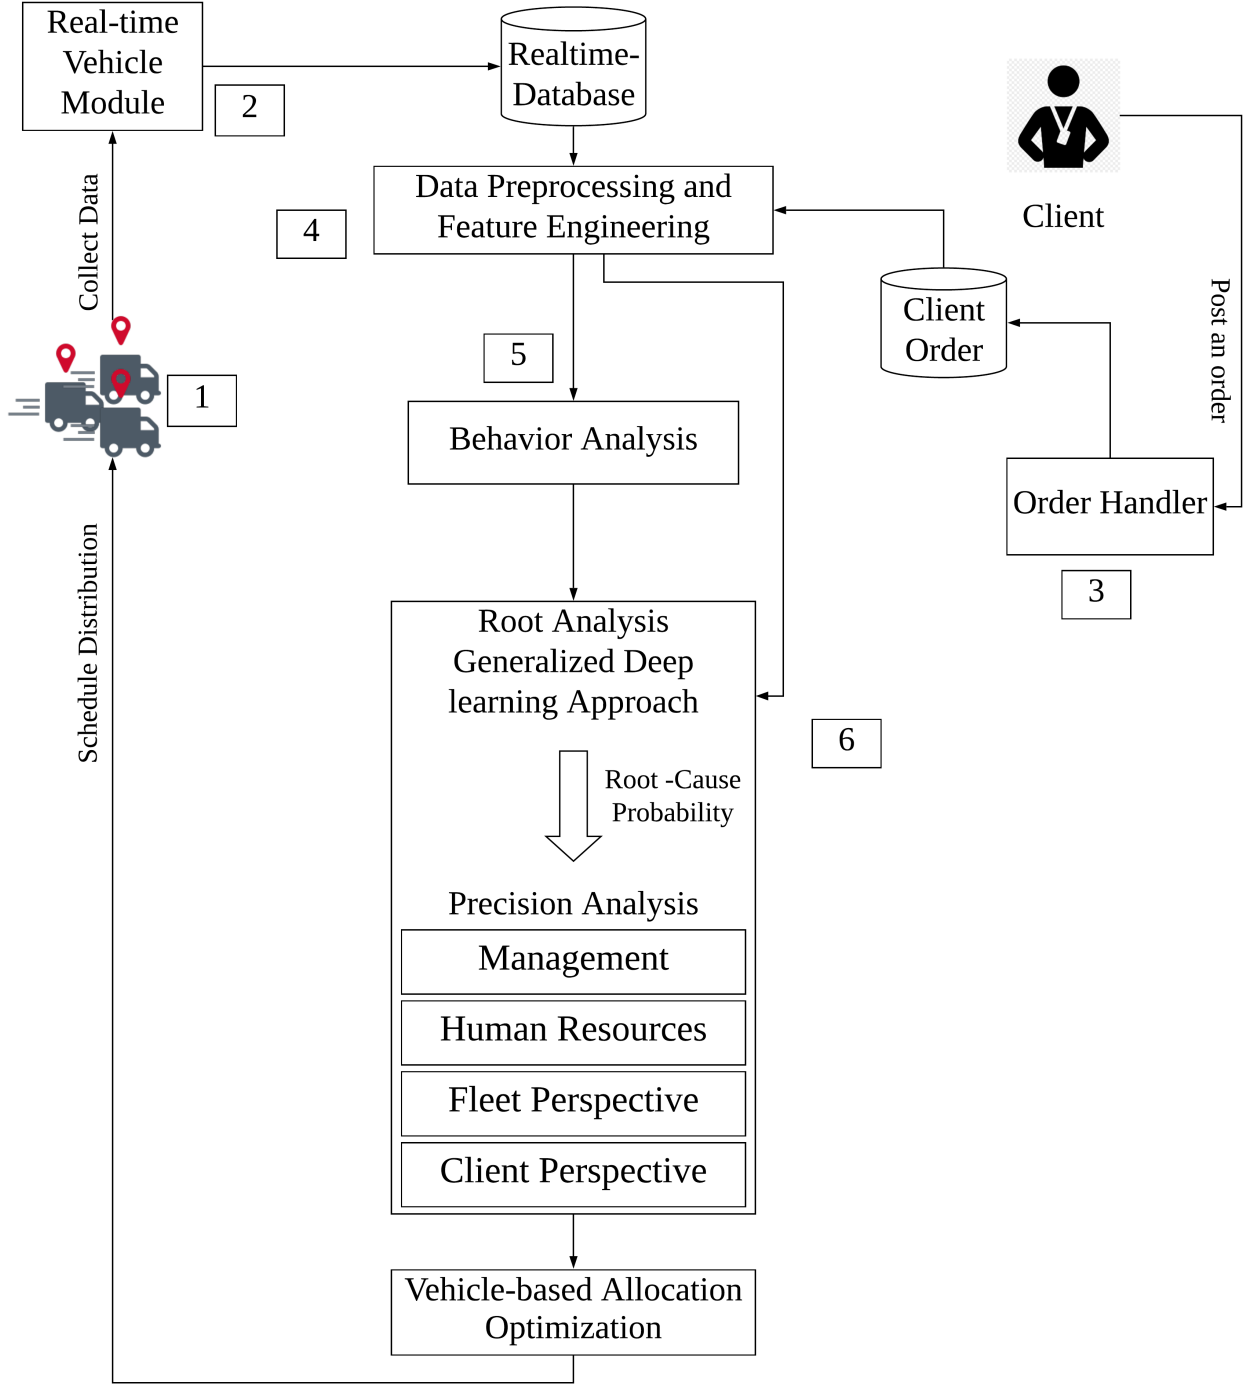 Real-time
Vehicle
Module
2
Realtime-
Database
Client
Collect Data
4
Data Preprocessing and
Feature Engineering
Client
Order
Post an order
1
5
Behavior Analysis
Order Handler
3
Schedule Distribution
Root Analysis
Generalized Deep
learning Approach
6
Root -Cause
Probability
Precision Analysis
Management
Human Resources
Fleet Perspective
Client Perspective
Vehicle-based Allocation
Optimization